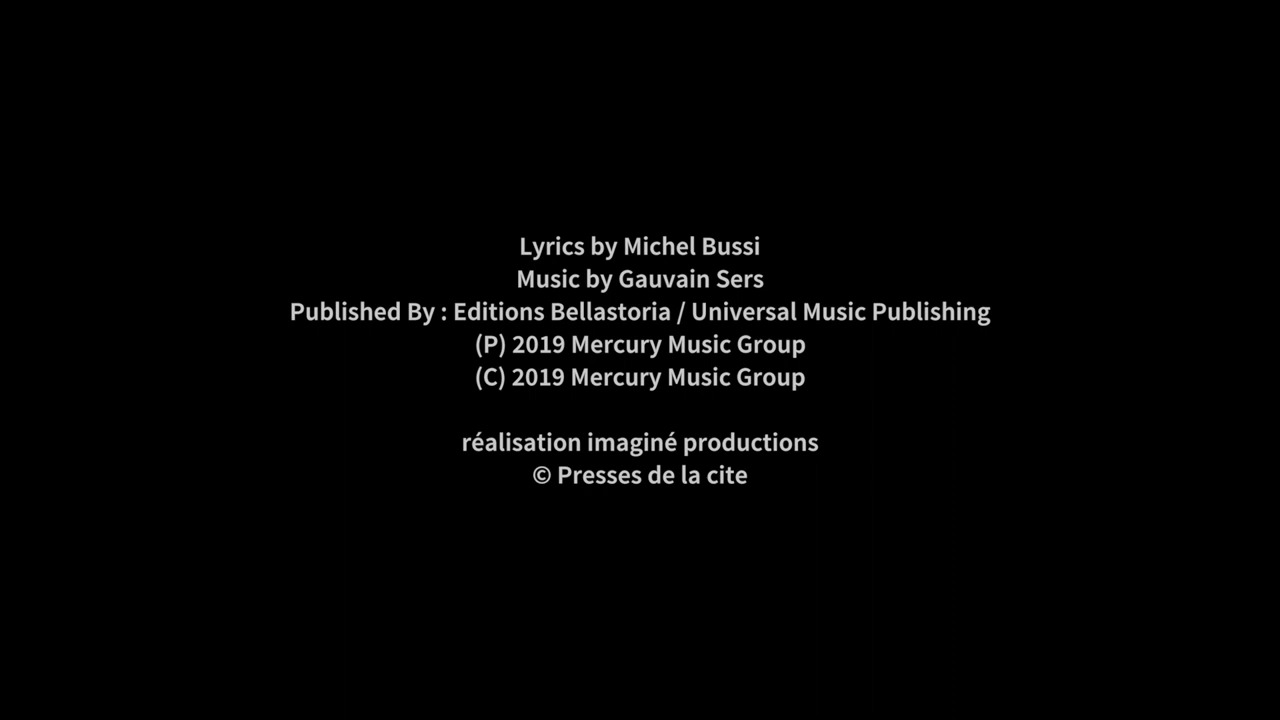 Lyrics by Michel Bussi
Music by Gauvain Sers
Published By : Editions Bellastoria / Universal Music Publishing
(P) 2019 Mercury Music Group
(C) 2019 Mercury Music Group
réalisation imaginé productions
© Presses de la cite